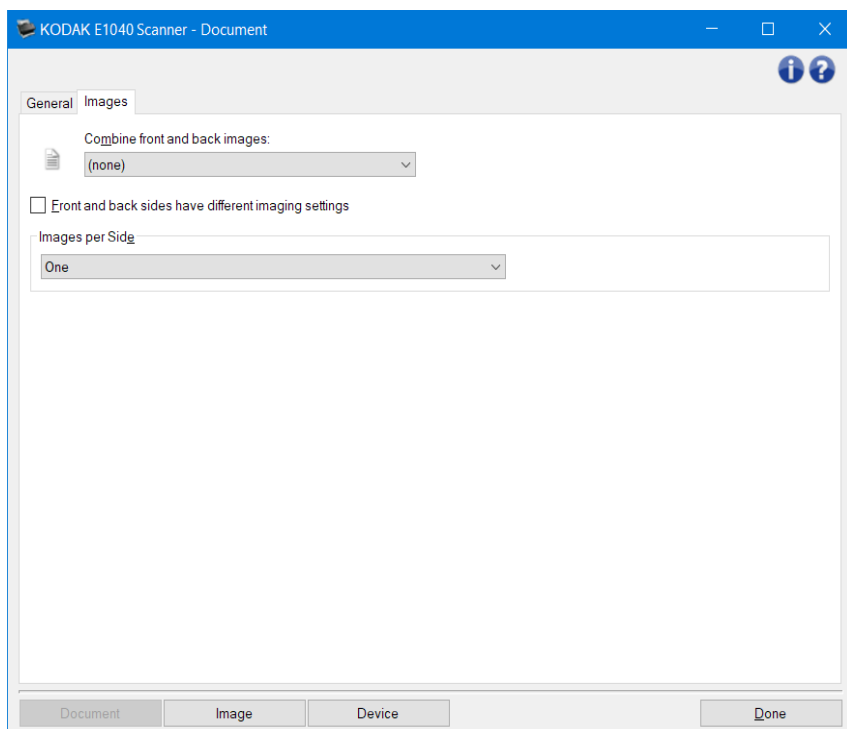 KODAK E1040 Scanner - Document
General Images
Combine front and back images:
(none)
Front and back sides have different imaging settings
Images per Side
One
Document Image Device Done